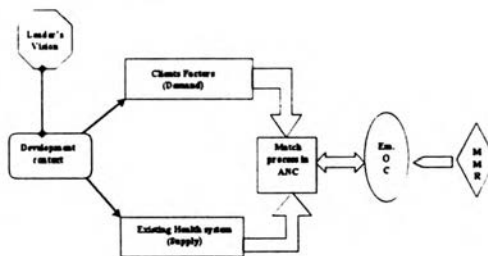 Leader's
Vision
Clients Factors
(Demand)
Development
context
Match
process in
ANC
Em.
O
C
M
M
R
Existing Health system
(Supply)